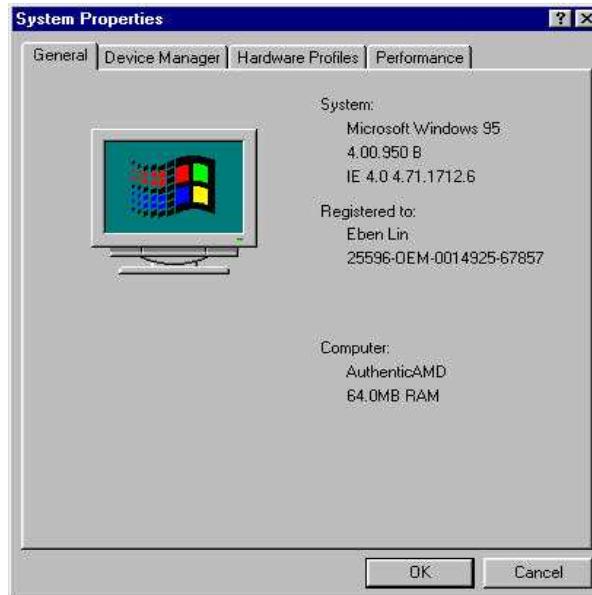 System Properties
General Device Manager Hardware Profiles Performance
System:
Microsoft Windows 95
4.00.950 B
IE 4.0 4.71.1712.6
Registered to:
Eben Lin
25596-OEM-0014925-67857
Computer:
AuthenticAMD
64.0MB RAM
OK Cancel